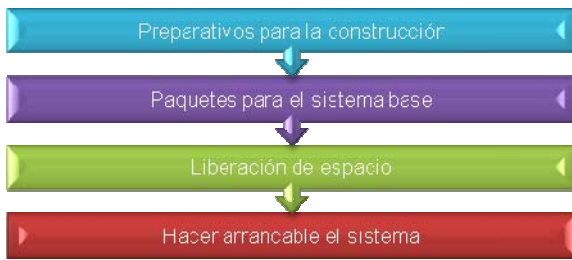 Preparativos para la construcción
Paquetes para el sistema base
Liberación de espacio
Hacer arrancable el sistema